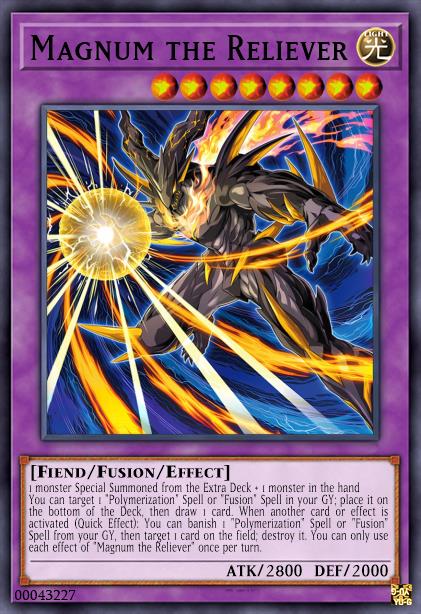 MAGNUM THE RELIEVER
LIGHT
光
[FIEND/FUSION/EFFECT]
1 monster Special Summoned from the Extra Deck + 1 monster in the hand
You can target 1 "Polymerization" Spell or "Fusion" Spell in your GY; place it on
the bottom of the Deck, then draw 1 card. When another card or effect is
activated (Quick Effect): You can banish 1 "Polymerization" Spell or "Fusion"
Spell from your GY, then target 1 card on the field; destroy it. You can only use
each effect of "Magnum the Reliever" once per turn.
ATK/2800 DEF/2000
00043227